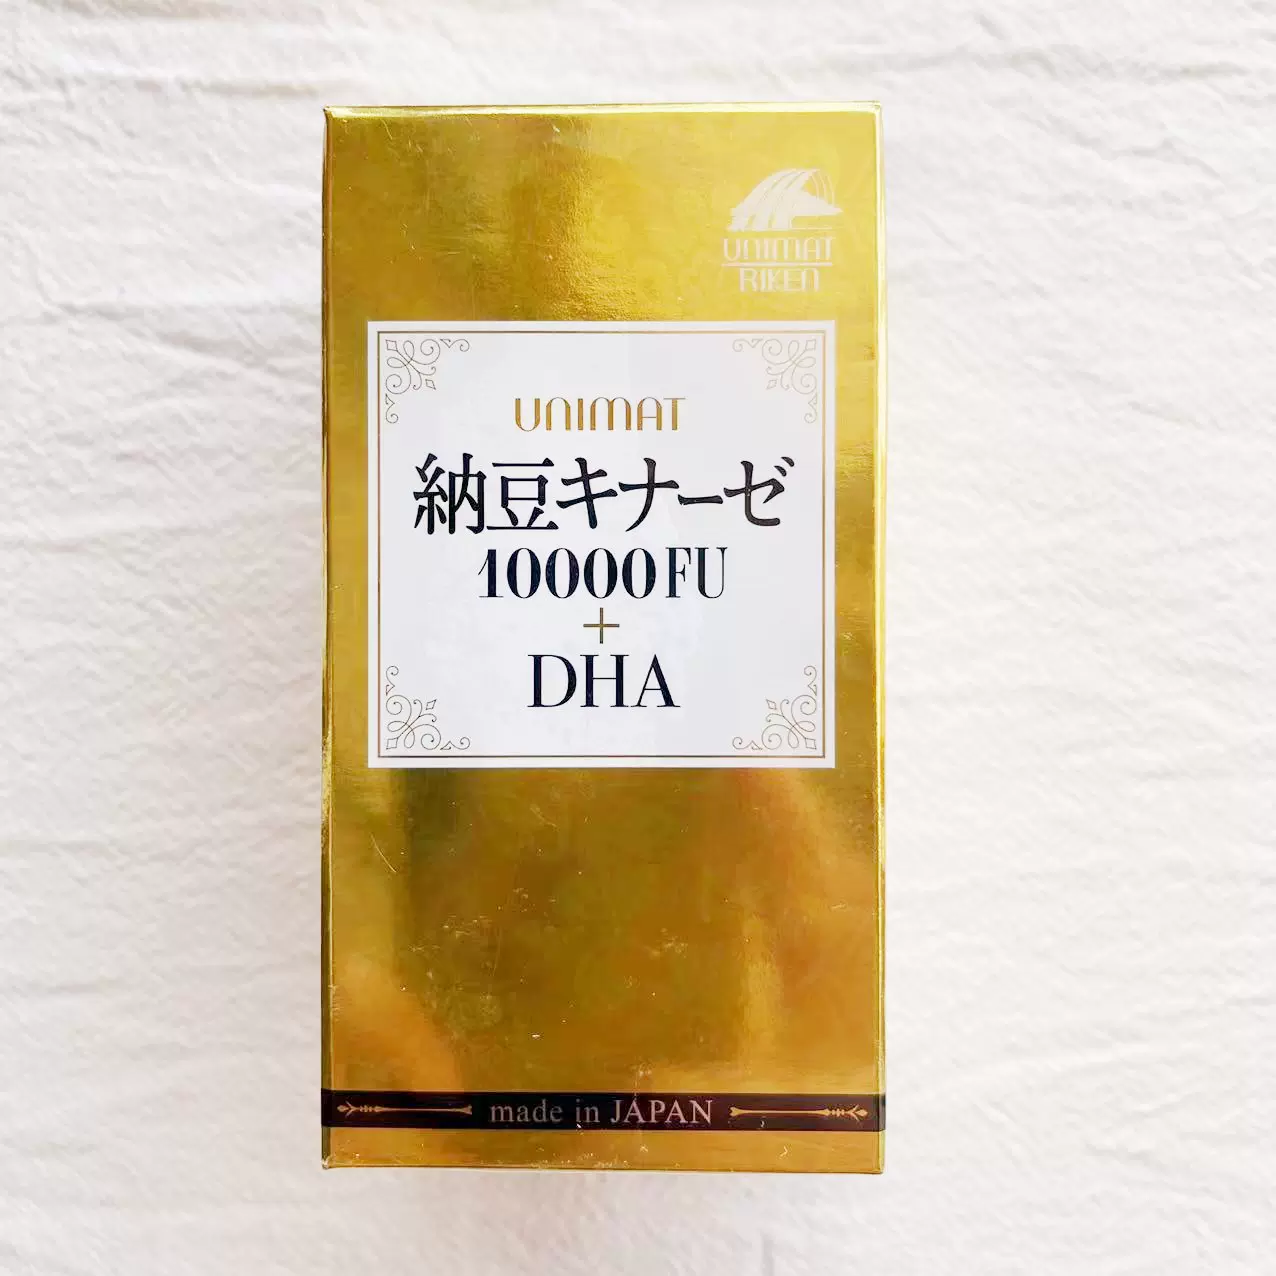 UNIMAT
RIKEN
UNIMAT
納豆キナーゼ
10000FU
+
DHA
made in JAPAN